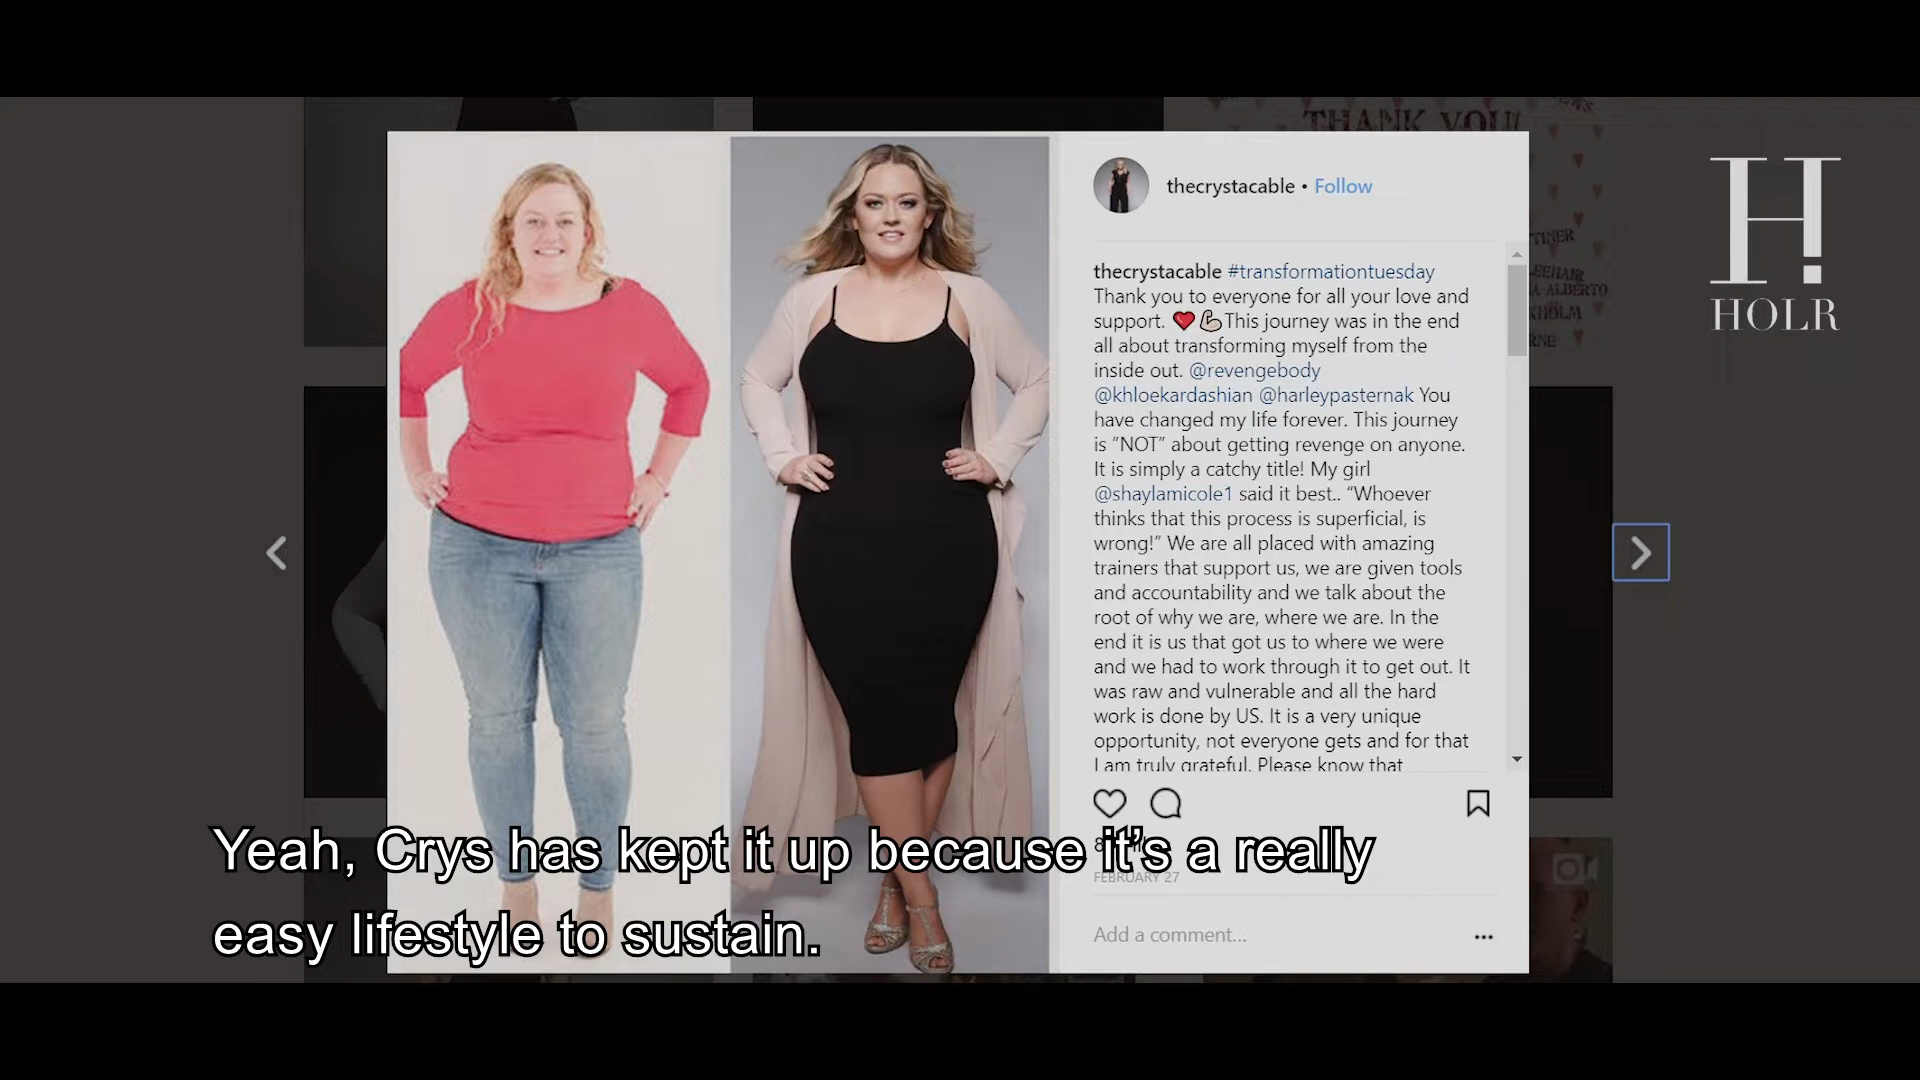 THANK YOU!
H!
HOLR
thecrystacable • Follow
thecrystacable #transformationtuesday
Thank you to everyone for all your love and
support. ❤️💪🏻This journey was in the end
all about transforming myself from the
inside out. @revengebody
@khloekardashian @harleypasternak You
have changed my life forever. This journey
is “NOT” about getting revenge on anyone.
It is simply a catchy title! My girl
@shaylamicole1 said it best.. “Whoever
thinks that this process is superficial, is
wrong!” We are all placed with amazing
trainers that support us, we are given tools
and accountability and we talk about the
root of why we are, where we are. In the
end it is us that got us to where we were
and we had to work through it to get out. It
was raw and vulnerable and all the hard
work is done by US. It is a very unique
opportunity, not everyone gets and for that
I am truly grateful. Please know that
FEBRUARY 27
Add a comment...
Yeah, Crys has kept it up because it’s a really
easy lifestyle to sustain.